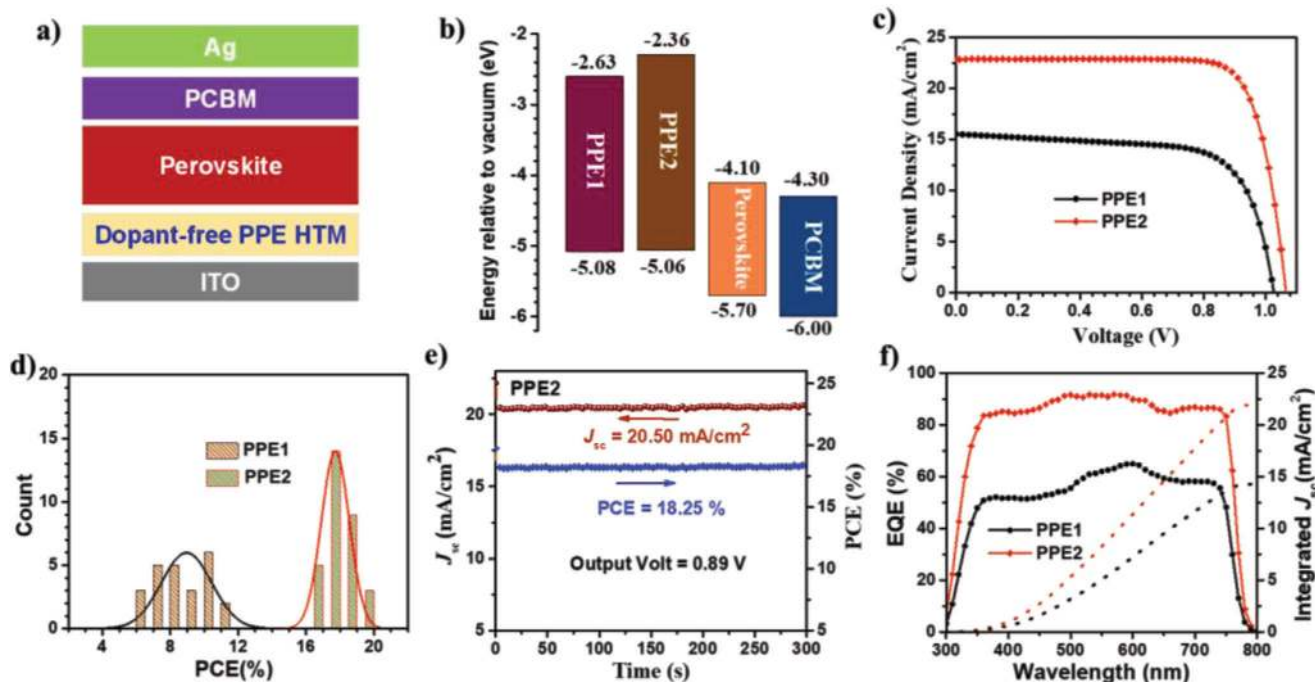 a)
Ag
PCBM
Perovskite
Dopant-free PPE HTM
ITO
b)
Energy relative to vacuum (eV)
-2
-3
-4
-5
-6
-2.63
-2.36
PPE1
PPE2
-4.10
-4.30
Perovskite
PCBM
-5.08
-5.06
-5.70
-6.00
c)
Current Density (mA/cm²)
25
20
15
10
5
0
PPE1
PPE2
0.0 0.2 0.4 0.6 0.8 1.0
Voltage (V)
d)
Count
20
15
10
5
0
PPE1
PPE2
4 8 12 16 20
PCE(%)
e)
PPE2
Jsc (mA/cm²)
20
15
10
5
Jsc = 20.50 mA/cm²
PCE = 18.25 %
Output Volt = 0.89 V
25
20
15
10
5
0
PCE (%)
0 50 100 150 200 250 300
Time (s)
f)
EQE (%)
100
80
60
40
20
0
PPE1
PPE2
25
20
15
10
5
0
Integrated Jsc (mA/cm²)
300 400 500 600 700 800
Wavelength (nm)